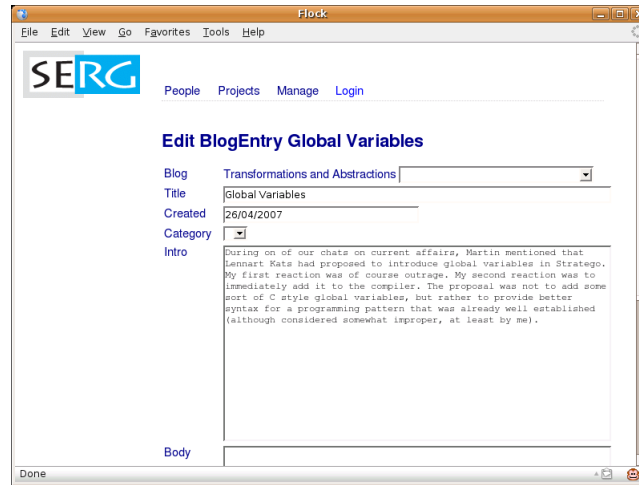 Flock
File Edit View Go Favorites Tools Help
SERG
People Projects Manage Login
Edit BlogEntry Global Variables
Blog Transformations and Abstractions
Title Global Variables
Created 26/04/2007
Category
Intro
During on of our chats on current affairs, Martin mentioned that
Lennart Kats had proposed to introduce global variables in Stratego.
My first reaction was of course outrage. My second reaction was to
immediately add it to the compiler. The proposal was not to add some
sort of C style global variables, but rather to provide better
syntax for a programming pattern that was already well established
(although considered somewhat improper, at least by me).
Body
Done